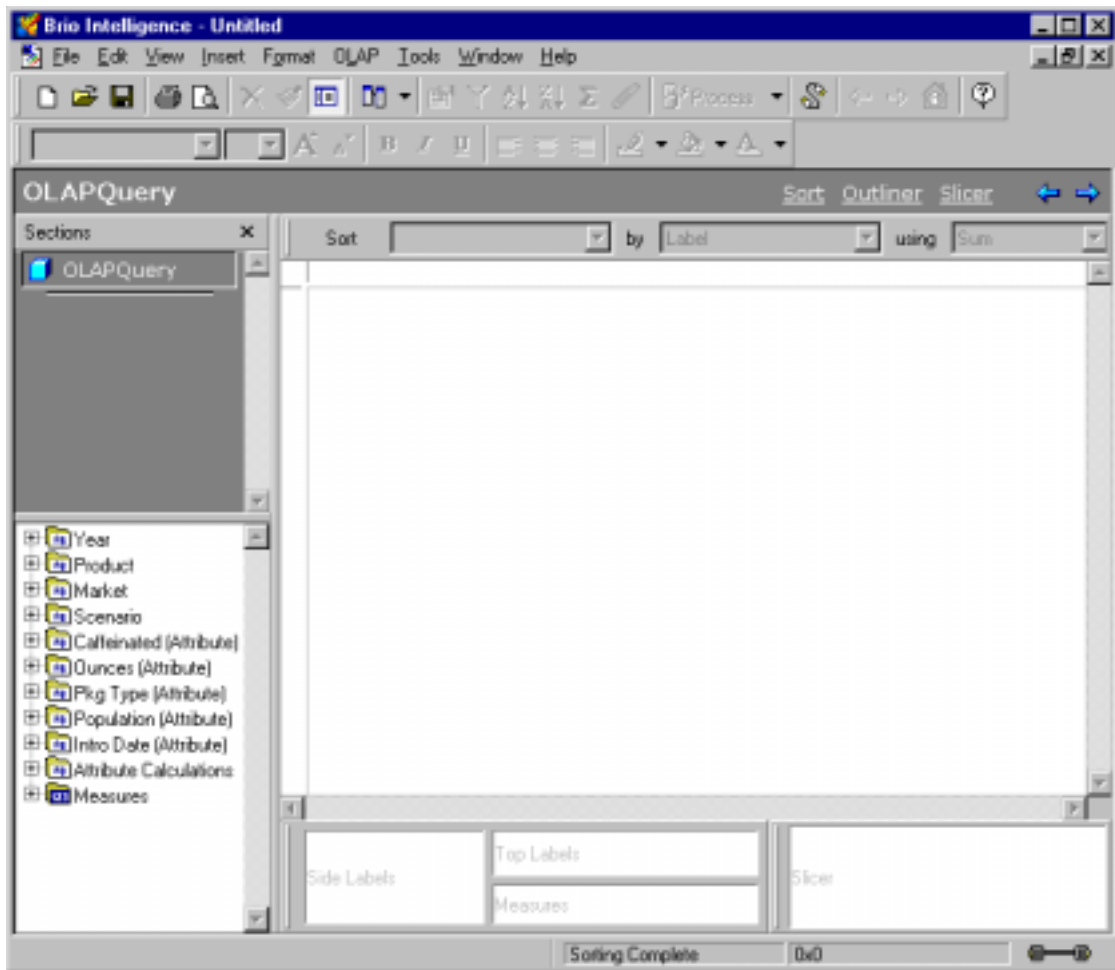 Brio Intelligence - Untitled
File Edit View Insert Format OLAP Tools Window Help
Process
B I U
OLAPQuery Sort Outliner Slicer
Sections
Sort by Label using Sum
OLAPQuery
Year
Product
Market
Scenario
Caffeinated (Attribute)
Ounces (Attribute)
Pkg Type (Attribute)
Population (Attribute)
Intro Date (Attribute)
Attribute Calculations
Measures
Side Labels
Top Labels
Measures
Slicer
Sorting Complete 0x0